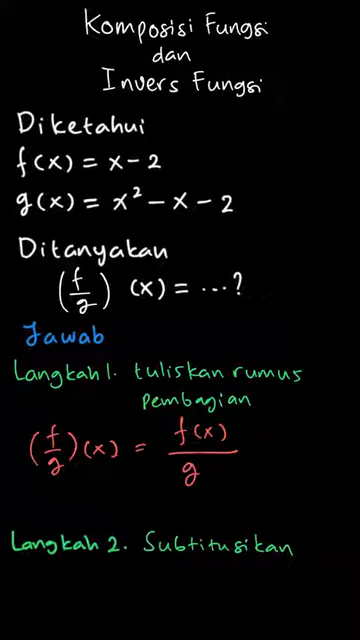 Komposisi Fungsi
dan
Invers Fungsi
Diketahui
f(x) = x - 2
g(x) = x² - x - 2
Ditanyakan
(f/g) (x) = ...?
Jawab
Langkah 1. tuliskan rumus
pembagian
(f/g)(x) = f(x)/g
Langkah 2. Subtitusikan